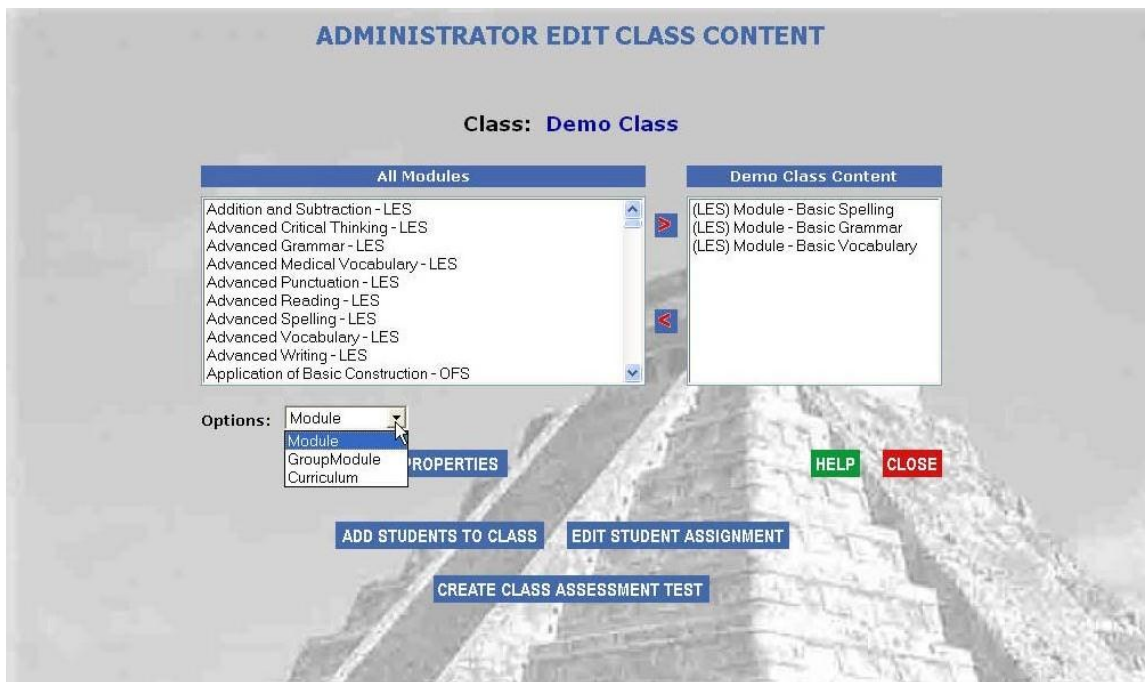 ADMINISTRATOR EDIT CLASS CONTENT
Class: Demo Class
All Modules
Addition and Subtraction - LES
Advanced Critical Thinking - LES
Advanced Grammar - LES
Advanced Medical Vocabulary - LES
Advanced Punctuation - LES
Advanced Reading - LES
Advanced Spelling - LES
Advanced Vocabulary - LES
Advanced Writing - LES
Application of Basic Construction - OFS
>
<
Demo Class Content
(LES) Module - Basic Spelling
(LES) Module - Basic Grammar
(LES) Module - Basic Vocabulary
Options: Module
Module
GroupModule
Curriculum
PROPERTIES
HELP CLOSE
ADD STUDENTS TO CLASS EDIT STUDENT ASSIGNMENT
CREATE CLASS ASSESSMENT TEST